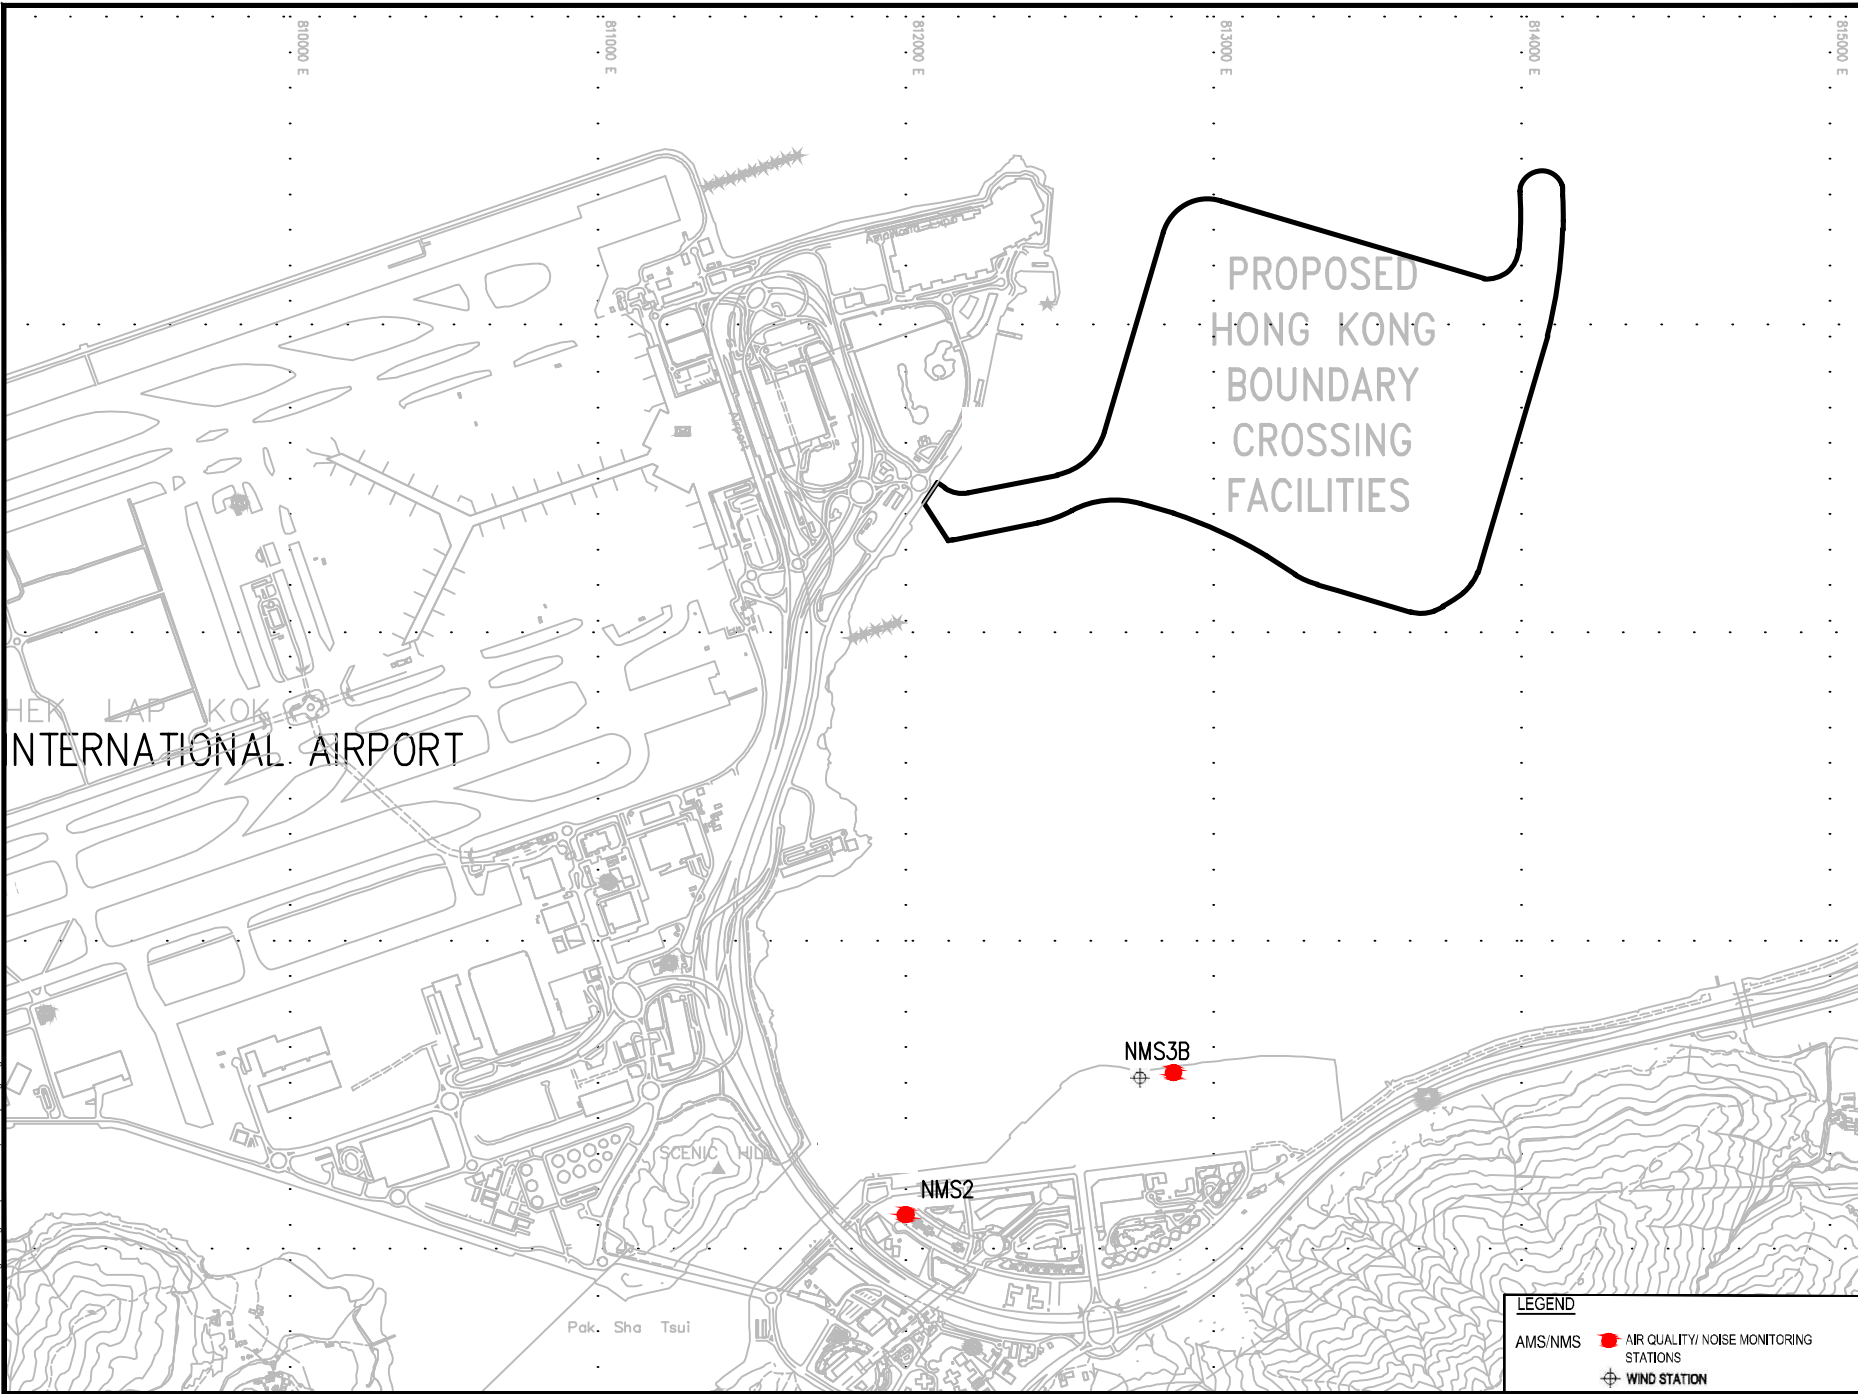 810000 E
811000 E
812000 E
813000 E
814000 E
815000 E
PROPOSED
HONG KONG
BOUNDARY
CROSSING
FACILITIES
Airport
HEK LAP KOK
INTERNATIONAL AIRPORT
NMS3B
SCENIC HILL
NMS2
Pak Sha Tsui
LEGEND
AMS/NMS AIR QUALITY/ NOISE MONITORING
STATIONS
WIND STATION